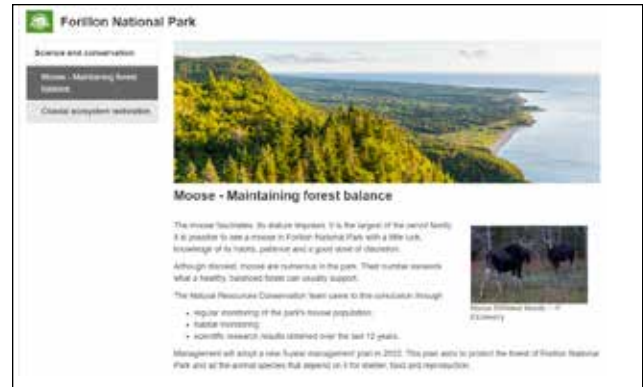 Forillon National Park
Science and conservation
Moose - Maintaining forest
balance
Coastal ecosystem restoration
Moose - Maintaining forest balance
The moose fascinates. Its stature imposes. It is the largest of the cervid family.
It is possible to see a moose in Forillon National Park with a little luck,
knowledge of its habits, patience and a good dose of discretion.
Although discreet, moose are numerous in the park. Their number exceeds
what a healthy, balanced forest can usually support.
The Natural Resources Conservation team came to this conclusion through
regular monitoring of the park's moose population;
habitat monitoring;
scientific research results obtained over the last 12 years.
Management will adopt a new 5-year management plan in 2022. This plan aims to protect the forest of Forillon National
Park and all the animal species that depend on it for shelter, food and reproduction.